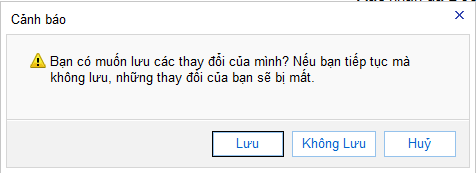 Cảnh báo
Bạn có muốn lưu các thay đổi của mình? Nếu bạn tiếp tục mà
không lưu, những thay đổi của bạn sẽ bị mất.
Lưu
Không Lưu
Huỷ